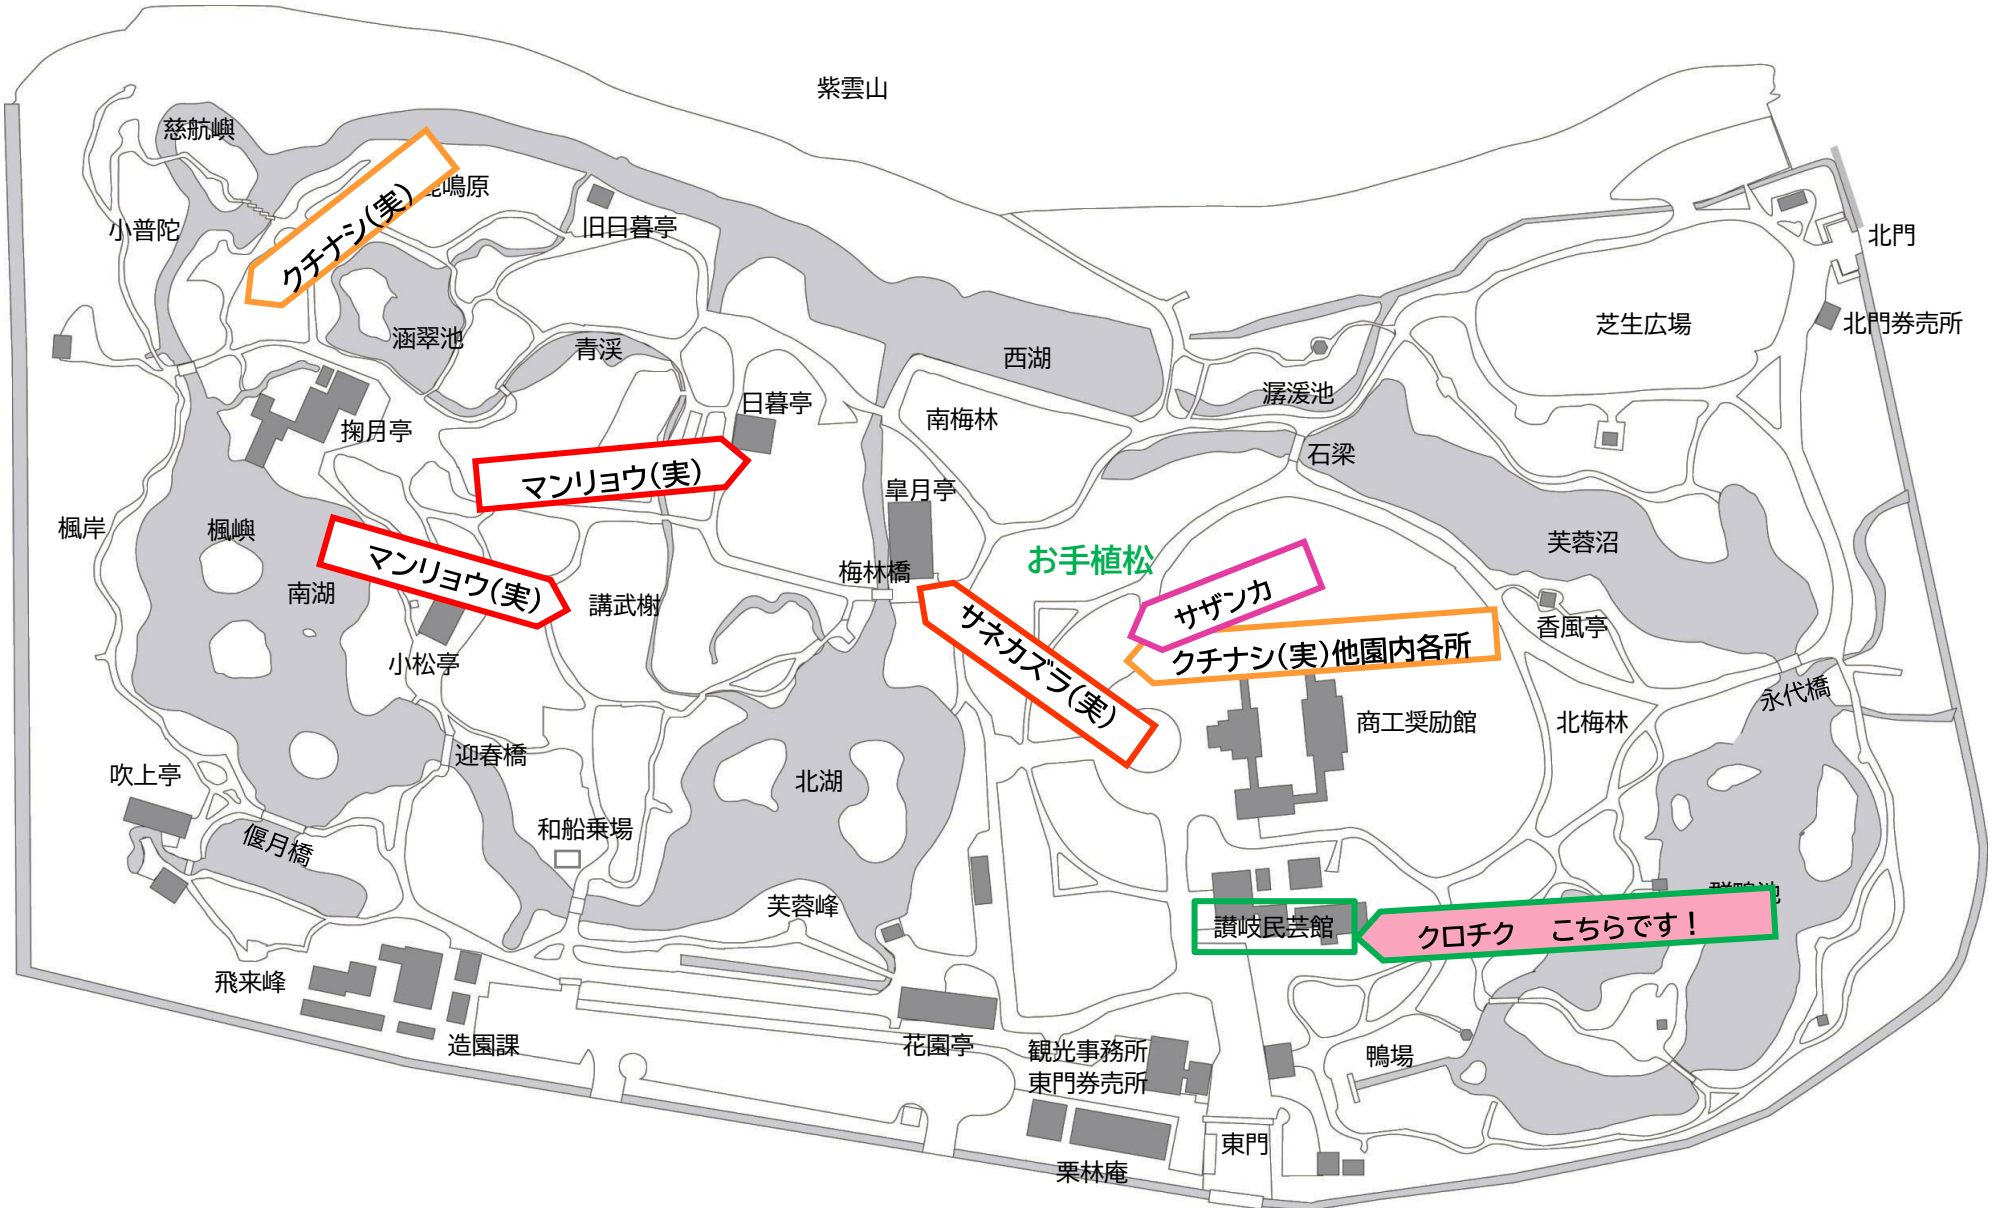 紫雲山
慈航嶼
鹿鳴原
クチナシ(実)
小普陀
旧日暮亭
北門
北門券売所
芝生広場
涵翠池
青渓
西湖
潺湲池
日暮亭
南梅林
掬月亭
石梁
マンリョウ(実)
皐月亭
楓岸
楓嶼
芙蓉沼
お手植松
マンリョウ(実)
梅林橋
南湖
講武榭
サザンカ
サネカズラ(実)
香風亭
クチナシ(実)他園内各所
小松亭
永代橋
商工奨励館
北梅林
迎春橋
吹上亭
北湖
和船乗場
偃月橋
芙蓉峰
群鴨池
讃岐民芸館
クロチク こちらです!
飛来峰
造園課
花園亭
観光事務所
東門券売所
鴨場
東門
栗林庵